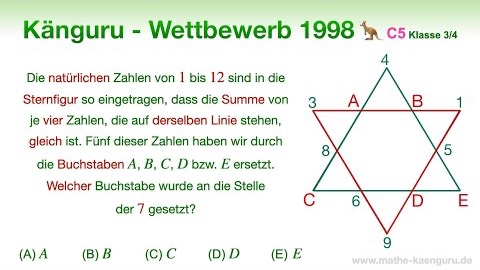 Känguru - Wettbewerb 1998 C5 Klasse 3/4
Die natürlichen Zahlen von 1 bis 12 sind in die
Sternfigur so eingetragen, dass die Summe von
je vier Zahlen, die auf derselben Linie stehen,
gleich ist. Fünf dieser Zahlen haben wir durch
die Buchstaben A, B, C, D bzw. E ersetzt.
Welcher Buchstabe wurde an die Stelle
der 7 gesetzt?
4
3 A B 1
8 5
C 6 D E
9
(A) A (B) B (C) C (D) D (E) E
www.mathe-kaenguru.de